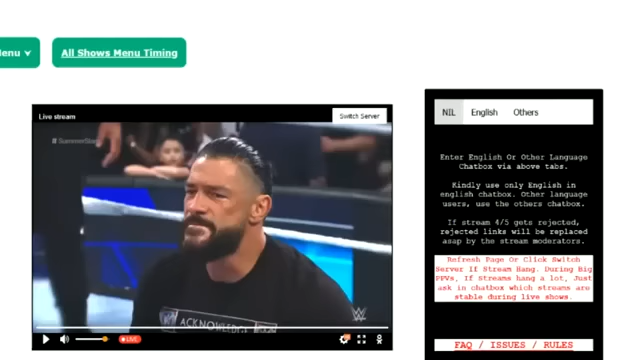 Menu ∨
All Shows Menu Timing
Live stream
Switch Server
#SummerSlam
ACKNOWLEDGE
LIVE
NIL English Others
Enter English Or Other Language
Chatbox via above tabs.
Kindly use only English in
english chatbox. Other language
users, use the others chatbox.
If stream 4/5 gets rejected,
rejected links will be replaced
asap by the stream moderators.
Refresh Page Or Click Switch
Server If Stream Hang. During Big
PPVs, If Streams hang a lot, Just
ask in chatbox which streams are
stable during live shows.
FAQ / ISSUES / RULES